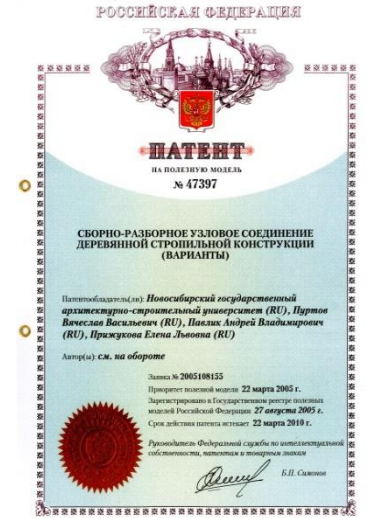 РОССИЙСКАЯ ФЕДЕРАЦИЯ
ПАТЕНТ
НА ПОЛЕЗНУЮ МОДЕЛЬ
№ 47397
СБОРНО-РАЗБОРНОЕ УЗЛОВОЕ СОЕДИНЕНИЕ
ДЕРЕВЯННОЙ СТРОПИЛЬНОЙ КОНСТРУКЦИИ
(ВАРИАНТЫ)
Патентообладатель(ли): Новосибирский государственный
архитектурно-строительный университет (RU), Пуртов
Вячеслав Васильевич (RU), Павлик Андрей Владимирович
(RU), Прижукова Елена Львовна (RU)
Автор(ы): см. на обороте
Заявка № 2005108155
Приоритет полезной модели 22 марта 2005 г.
Зарегистрировано в Государственном реестре полезных
моделей Российской Федерации 27 августа 2005 г.
Срок действия патента истекает 22 марта 2010 г.
Руководитель Федеральной службы по интеллектуальной
собственности, патентам и товарным знакам
Б.П. Симонов